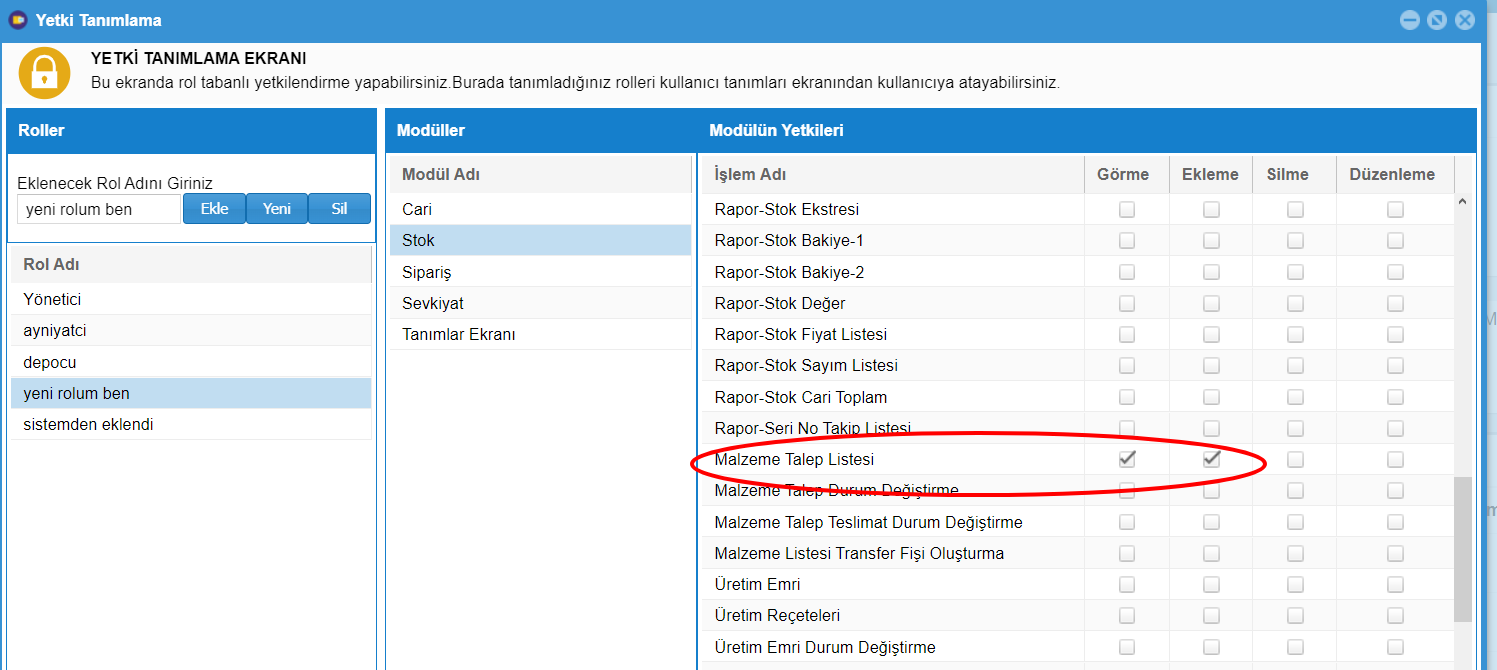 Yetki Tanımlama
YETKİ TANIMLAMA EKRANI
Bu ekranda rol tabanlı yetkilendirme yapabilirsiniz.Burada tanımladığınız rolleri kullanıcı tanımları ekranından kullanıcıya atayabilirsiniz.
Roller
Eklenecek Rol Adını Giriniz
yeni rolum ben Ekle Yeni Sil
Rol Adı
Yönetici
ayniyatci
depocu
yeni rolum ben
sistemden eklendi
Modüller
Modül Adı
Cari
Stok
Sipariş
Sevkiyat
Tanımlar Ekranı
Modülün Yetkileri
İşlem Adı Görme Ekleme Silme Düzenleme
Rapor-Stok Ekstresi
Rapor-Stok Bakiye-1
Rapor-Stok Bakiye-2
Rapor-Stok Değer
Rapor-Stok Fiyat Listesi
Rapor-Stok Sayım Listesi
Rapor-Stok Cari Toplam
Rapor-Seri No Takip Listesi
Malzeme Talep Listesi
Malzeme Talep Durum Değiştirme
Malzeme Talep Teslimat Durum Değiştirme
Malzeme Listesi Transfer Fişi Oluşturma
Üretim Emri
Üretim Reçeteleri
Üretim Emri Durum Değiştirme